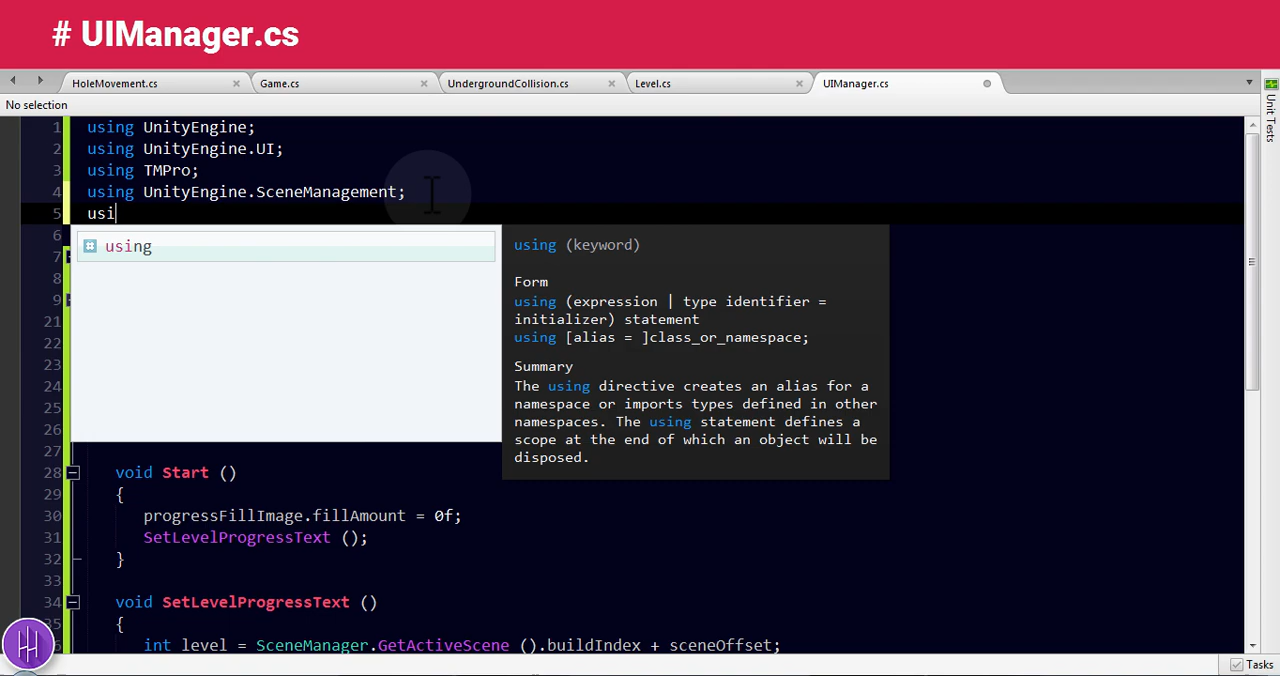 # UIManager.cs
HoleMovement.cs Game.cs UndergroundCollision.cs Level.cs UIManager.cs
No selection
Unit Tests
1 using UnityEngine;
2 using UnityEngine.UI;
3 using TMPro;
4 using UnityEngine.SceneManagement;
5 usi
6
using
using (keyword)
Form
using (expression | type identifier =
initializer) statement
using [alias = ]class_or_namespace;
Summary
The using directive creates an alias for a
namespace or imports types defined in other
namespaces. The using statement defines a
scope at the end of which an object will be
disposed.
7
8
9
21
22
23
24
25
26
27
28 void Start ()
29 {
30 progressFillImage.fillAmount = 0f;
31 SetLevelProgressText ();
32 }
33
34 void SetLevelProgressText ()
35 {
int level = SceneManager.GetActiveScene ().buildIndex + sceneOffset;
Tasks